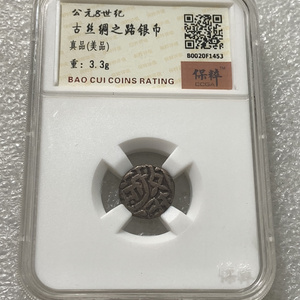 公元8世纪
古丝绸之路银币
真品(美品)
重：3.3g
BAO CUI COINS RATING
B0020F1453
保粹